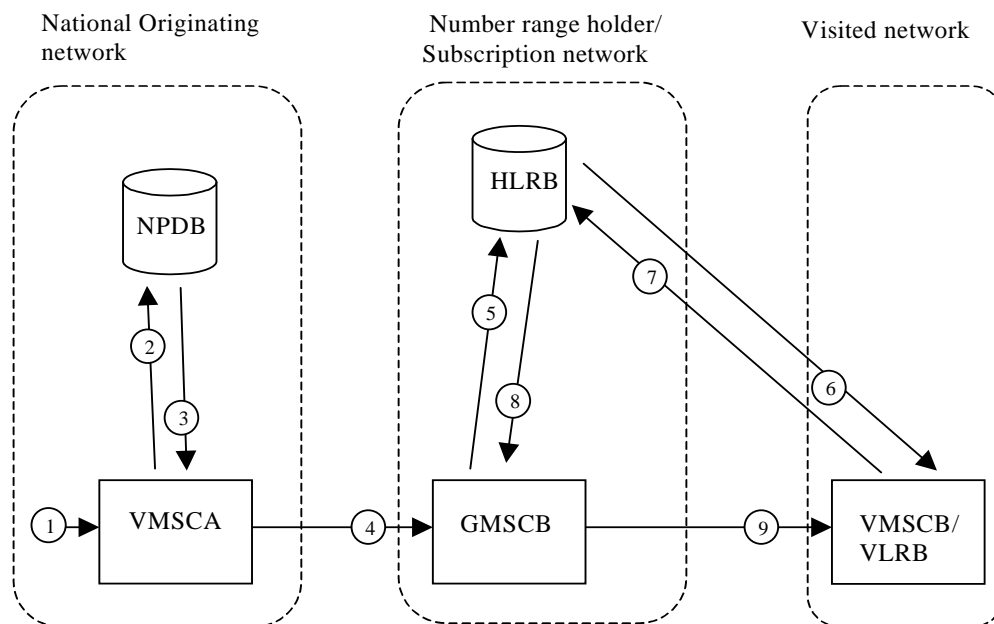 National Originating
network
Number range holder/
Subscription network
Visited network
NPDB
HLRB
7
5
2
6
8
3
1
VMSCA
4
GMSCB
9
VMSCB/
VLRB